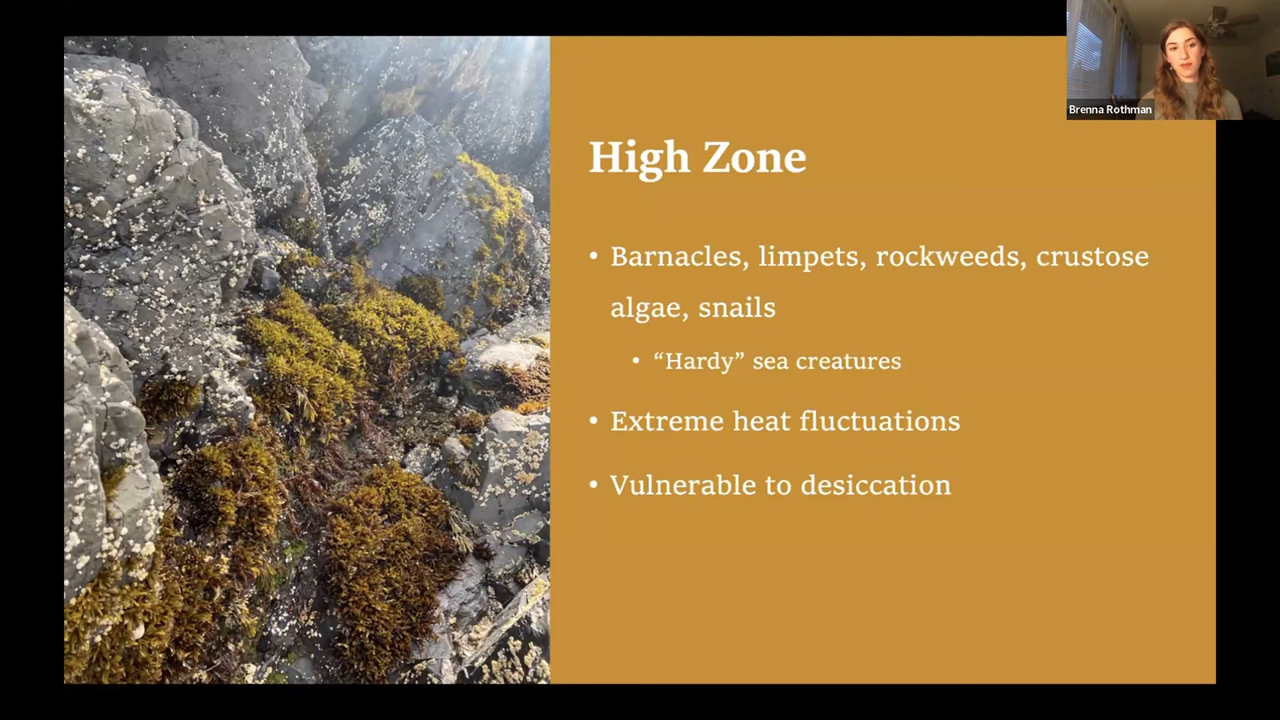 Brenna Rothman
High Zone
• Barnacles, limpets, rockweeds, crustose
algae, snails
• “Hardy” sea creatures
• Extreme heat fluctuations
• Vulnerable to desiccation